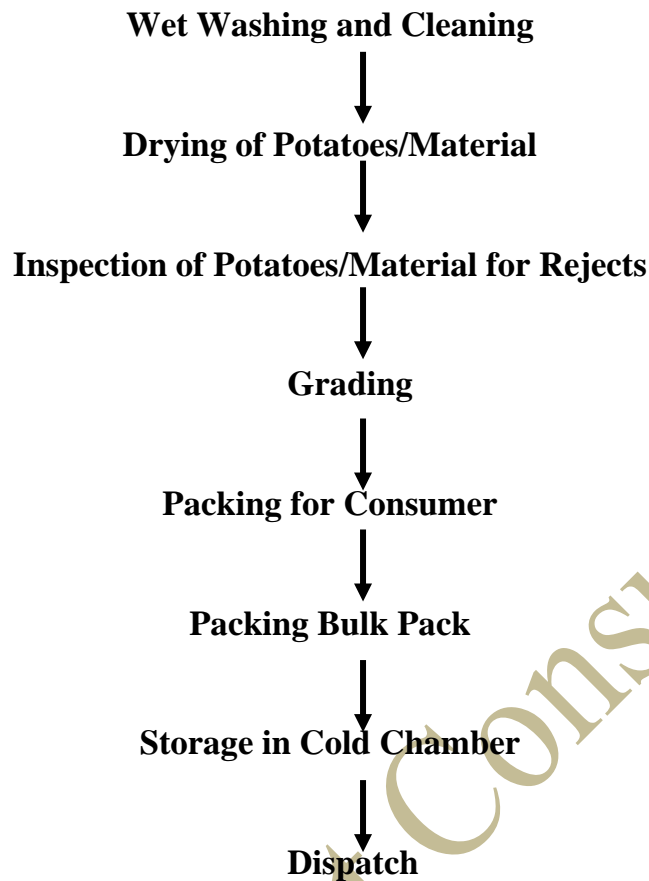 Wet Washing and Cleaning
Drying of Potatoes/Material
Inspection of Potatoes/Material for Rejects
Grading
Packing for Consumer
Packing Bulk Pack
Storage in Cold Chamber
Dispatch